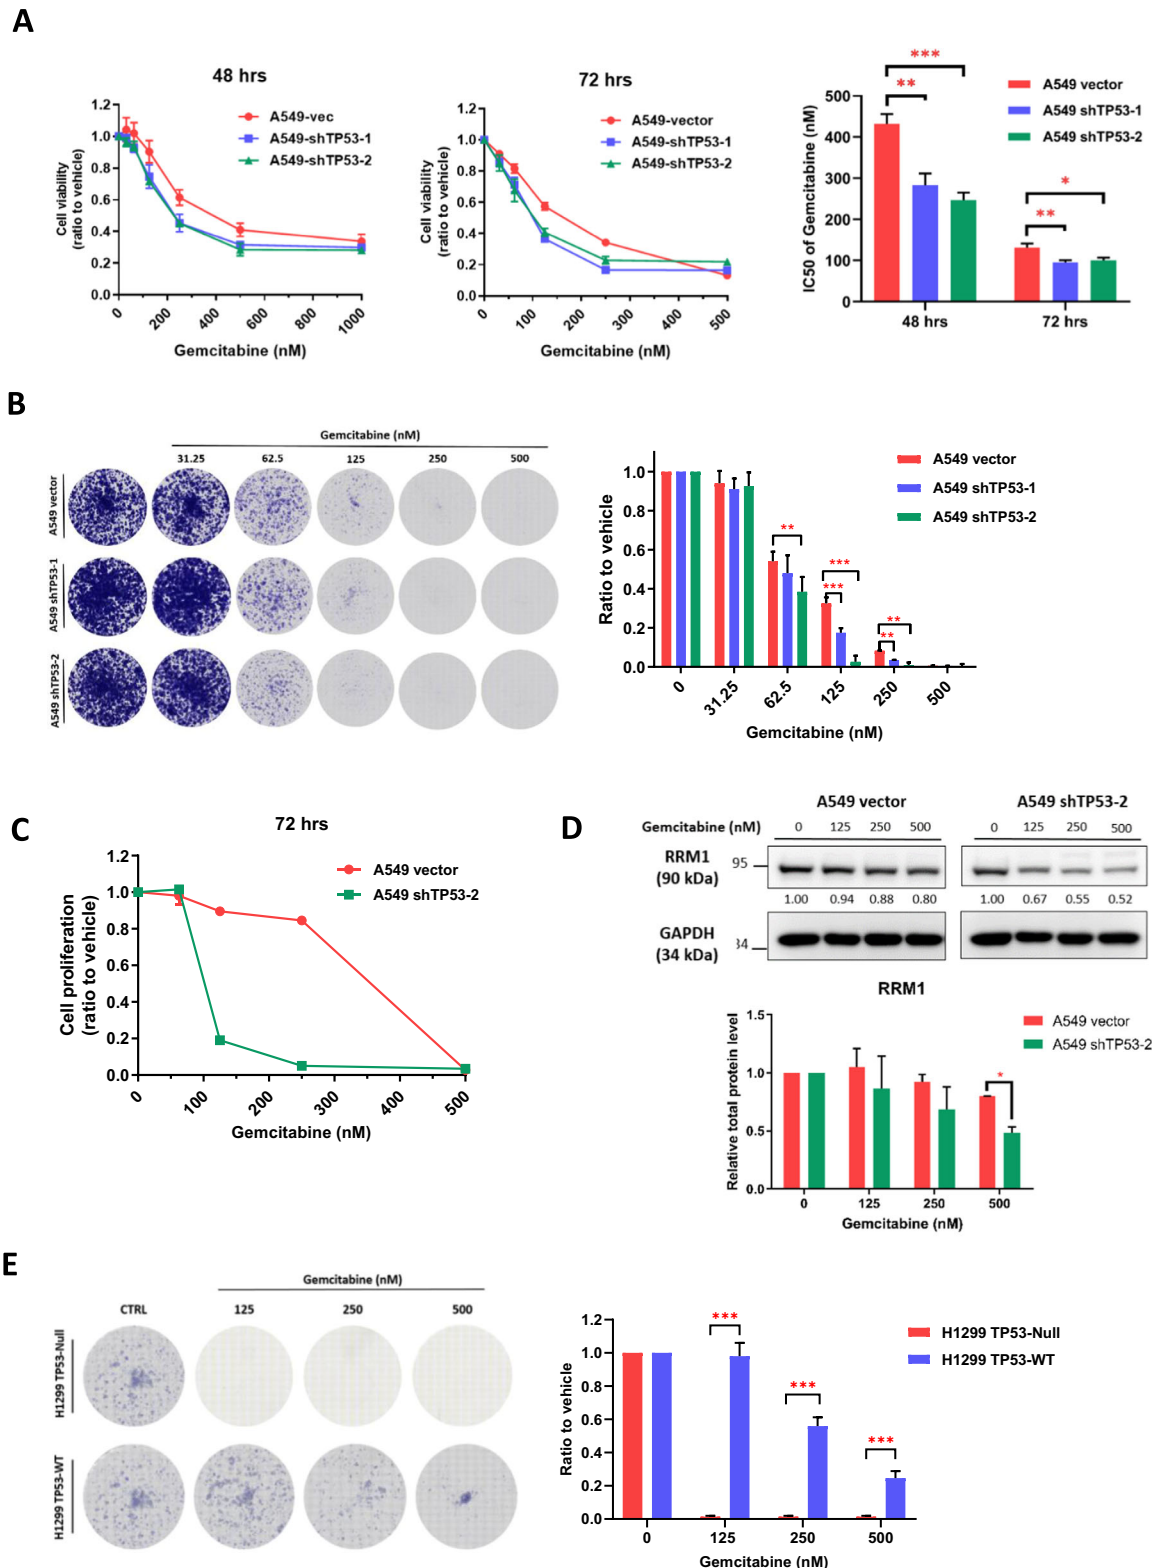 A
48 hrs
1.2
1.0
0.8
0.6
0.4
0.2
0.0
Cell viability
(ratio to vehicle)
A549-vec
A549-shTP53-1
A549-shTP53-2
0
200
400
600
800
1000
Gemcitabine (nM)
72 hrs
1.2
1.0
0.8
0.6
0.4
0.2
0.0
Cell viability
(ratio to vehicle)
A549-vector
A549-shTP53-1
A549-shTP53-2
0
100
200
300
400
500
Gemcitabine (nM)
IC50 of Gemcitabine (nM)
500
400
300
200
100
0
***
**
*
**
A549 vector
A549 shTP53-1
A549 shTP53-2
48 hrs
72 hrs
B
Gemcitabine (nM)
31.25 62.5 125 250 500
A549 vector
A549 shTP53-1
A549 shTP53-2
Ratio to vehicle
1.0
0.8
0.6
0.4
0.2
0.0
**
***
***
**
**
A549 vector
A549 shTP53-1
A549 shTP53-2
0
31.25
62.5
125
250
500
Gemcitabine (nM)
C
72 hrs
Cell proliferation
(ratio to vehicle)
1.2
1.0
0.8
0.6
0.4
0.2
0.0
A549 vector
A549 shTP53-2
0
100
200
300
400
500
Gemcitabine (nM)
D
A549 vector A549 shTP53-2
Gemcitabine (nM) 0 125 250 500 0 125 250 500
RRM1
(90 kDa)
95
1.00 0.94 0.88 0.80 1.00 0.67 0.55 0.52
GAPDH
(34 kDa)
34
RRM1
Relative total protein level
1.5
1.0
0.5
0.0
*
A549 vector
A549 shTP53-2
0 125 250 500
Gemcitabine (nM)
E
Gemcitabine (nM)
CTRL 125 250 500
H1299 TP53-Null
H1299 TP53-WT
Ratio to vehicle
1.2
1.0
0.8
0.6
0.4
0.2
0.0
***
***
***
H1299 TP53-Null
H1299 TP53-WT
0 125 250 500
Gemcitabine (nM)